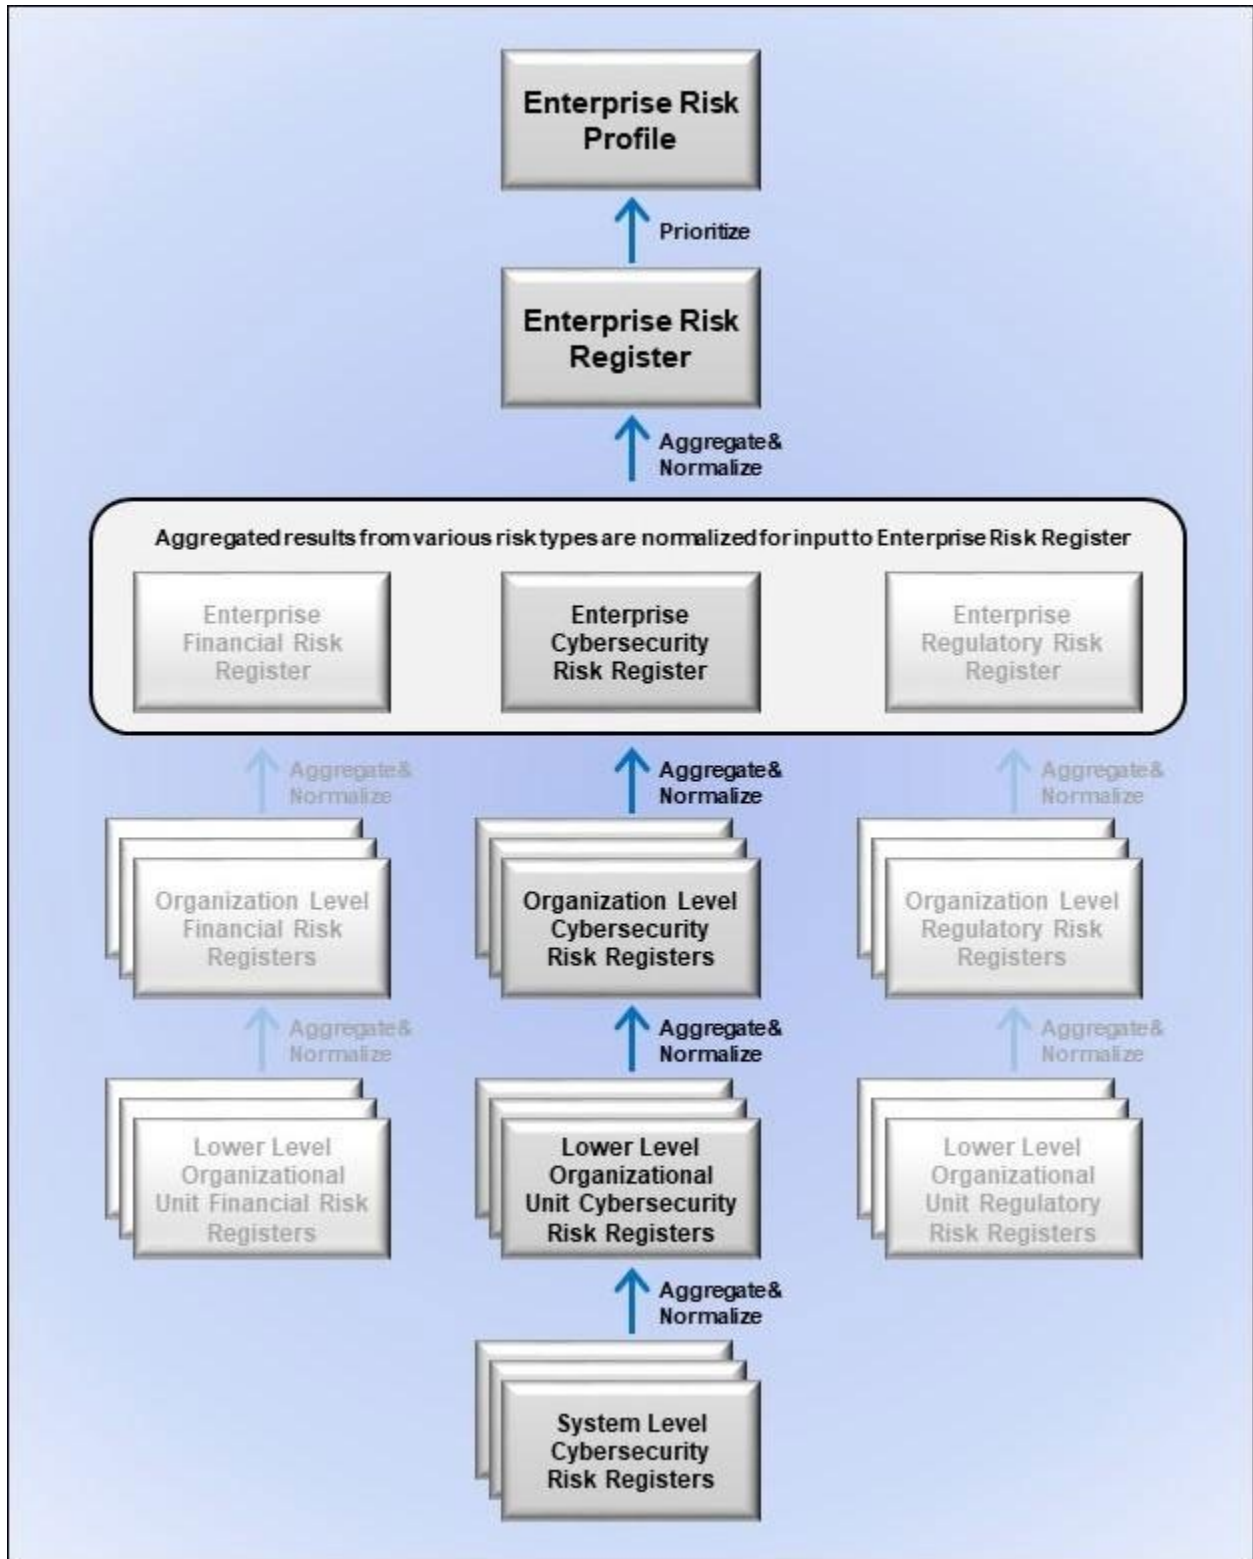 Enterprise Risk
Profile
Prioritize
Enterprise Risk
Register
Aggregate&
Normalize
Aggregated results from various risk types are normalized for input to Enterprise Risk Register
Enterprise
Financial Risk
Register
Enterprise
Cybersecurity
Risk Register
Enterprise
Regulatory Risk
Register
Aggregate&
Normalize
Aggregate&
Normalize
Aggregate&
Normalize
Organization Level
Financial Risk
Registers
Organization Level
Cybersecurity
Risk Registers
Organization Level
Regulatory Risk
Registers
Aggregate&
Normalize
Aggregate&
Normalize
Aggregate&
Normalize
Lower Level
Organizational
Unit Financial Risk
Registers
Lower Level
Organizational
Unit Cybersecurity
Risk Registers
Lower Level
Organizational
Unit Regulatory
Risk Registers
Aggregate&
Normalize
System Level
Cybersecurity
Risk Registers